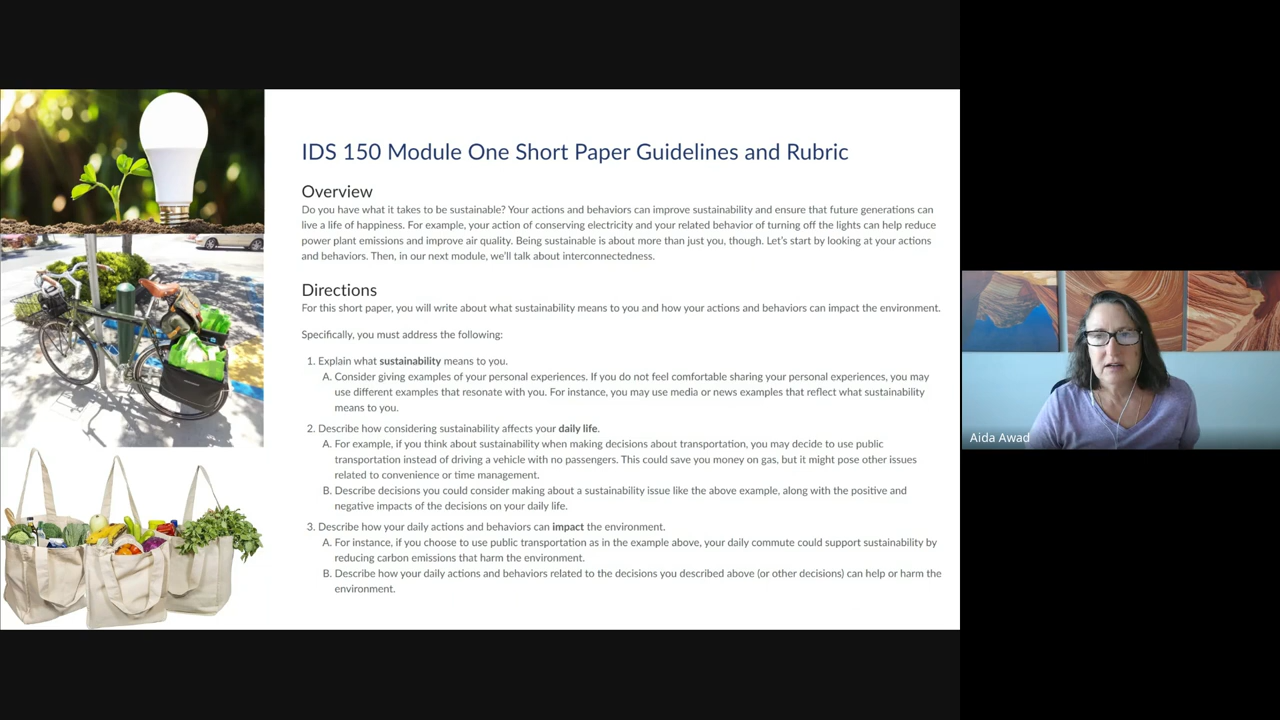 IDS 150 Module One Short Paper Guidelines and Rubric
Overview
Do you have what it takes to be sustainable? Your actions and behaviors can improve sustainability and ensure that future generations can
live a life of happiness. For example, your action of conserving electricity and your related behavior of turning off the lights can help reduce
power plant emissions and improve air quality. Being sustainable is about more than just you, though. Let's start by looking at your actions
and behaviors. Then, in our next module, we'll talk about interconnectedness.
Directions
For this short paper, you will write about what sustainability means to you and how your actions and behaviors can impact the environment.
Specifically, you must address the following:
1. Explain what sustainability means to you.
A. Consider giving examples of your personal experiences. If you do not feel comfortable sharing your personal experiences, you may
use different examples that resonate with you. For instance, you may use media or news examples that reflect what sustainability
means to you.
2. Describe how considering sustainability affects your daily life.
A. For example, if you think about sustainability when making decisions about transportation, you may decide to use public
transportation instead of driving a vehicle with no passengers. This could save you money on gas, but it might pose other issues
related to convenience or time management.
B. Describe decisions you could consider making about a sustainability issue like the above example, along with the positive and
negative impacts of the decisions on your daily life.
3. Describe how your daily actions and behaviors can impact the environment.
A. For instance, if you choose to use public transportation as in the example above, your daily commute could support sustainability by
reducing carbon emissions that harm the environment.
B. Describe how your daily actions and behaviors related to the decisions you described above (or other decisions) can help or harm the
environment.
Aida Awad